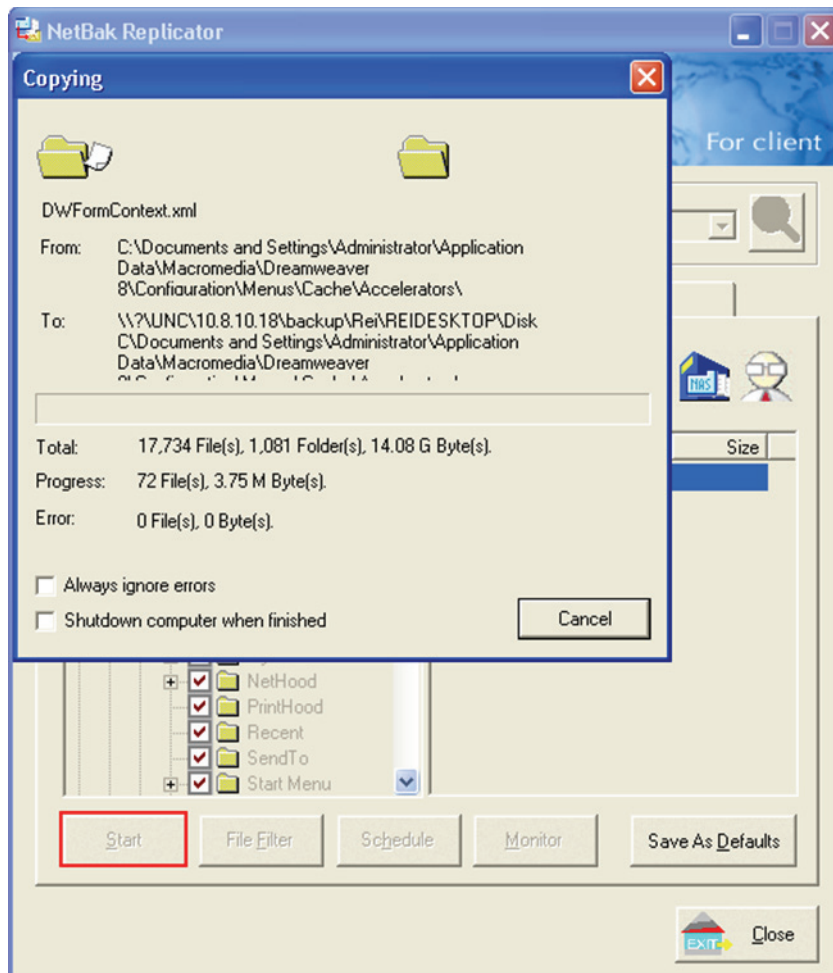 NetBak Replicator
Copying
For client
DWFormContext.xml
From: C:\Documents and Settings\Administrator\Application
Data\Macromedia\Dreamweaver
8\Configuration\Menus\Cache\Accelerators\
To: \\?\UNC\10.8.10.18\backup\Rei\REIDESKTOP\Disk
C\Documents and Settings\Administrator\Application
Data\Macromedia\Dreamweaver
NAS
Total: 17,734 File(s), 1,081 Folder(s), 14.08 G Byte(s).
Size
Progress: 72 File(s), 3.75 M Byte(s).
Error: 0 File(s), 0 Byte(s).
Always ignore errors
Shutdown computer when finished
Cancel
NetHood
PrintHood
Recent
SendTo
Start Menu
Start
File Filter
Schedule
Monitor
Save As Defaults
EXIT
Close